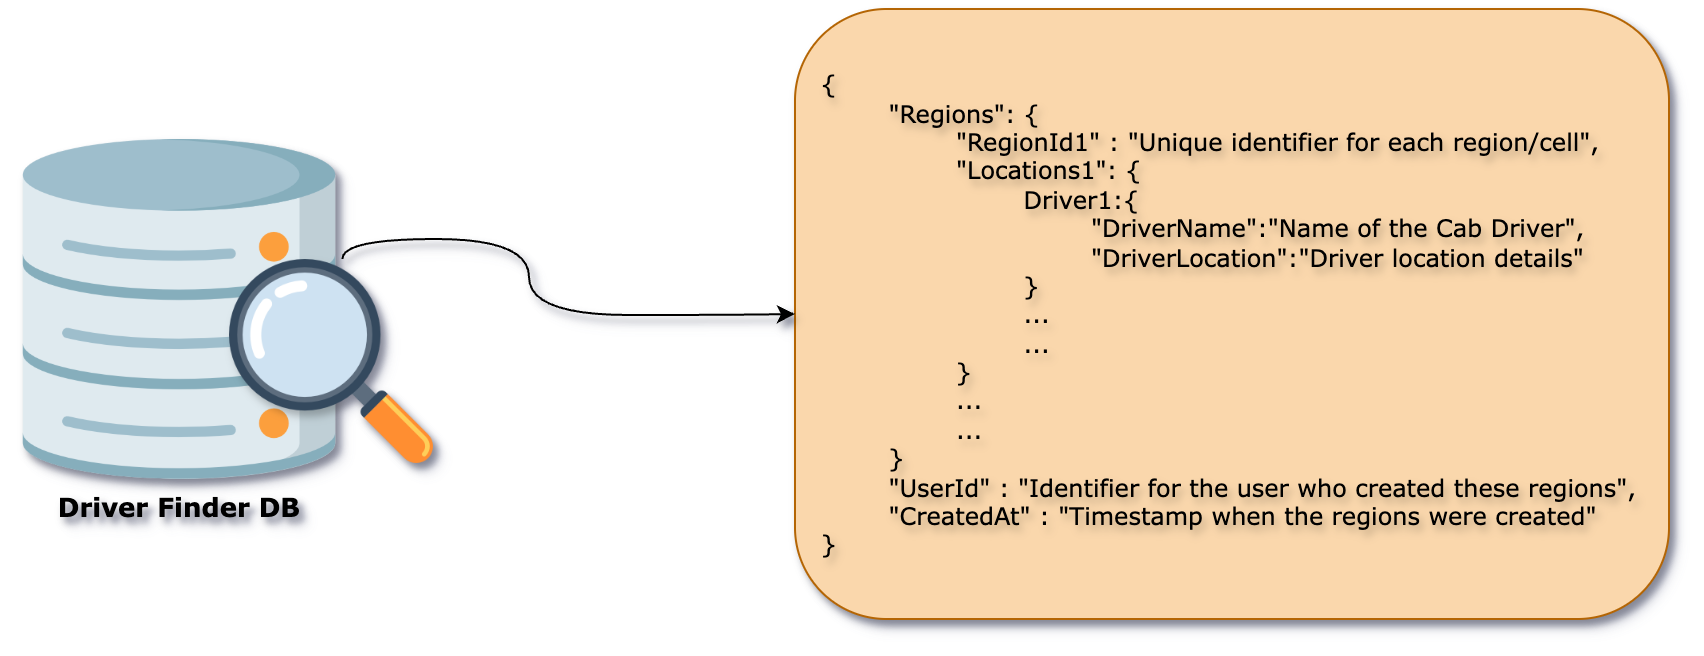 {
"Regions": {
"RegionId1" : "Unique identifier for each region/cell",
"Locations1": {
Driver1:{
"DriverName":"Name of the Cab Driver",
"DriverLocation":"Driver location details"
}
...
...
}
...
...
}
"UserId" : "Identifier for the user who created these regions",
"CreatedAt" : "Timestamp when the regions were created"
}
Driver Finder DB